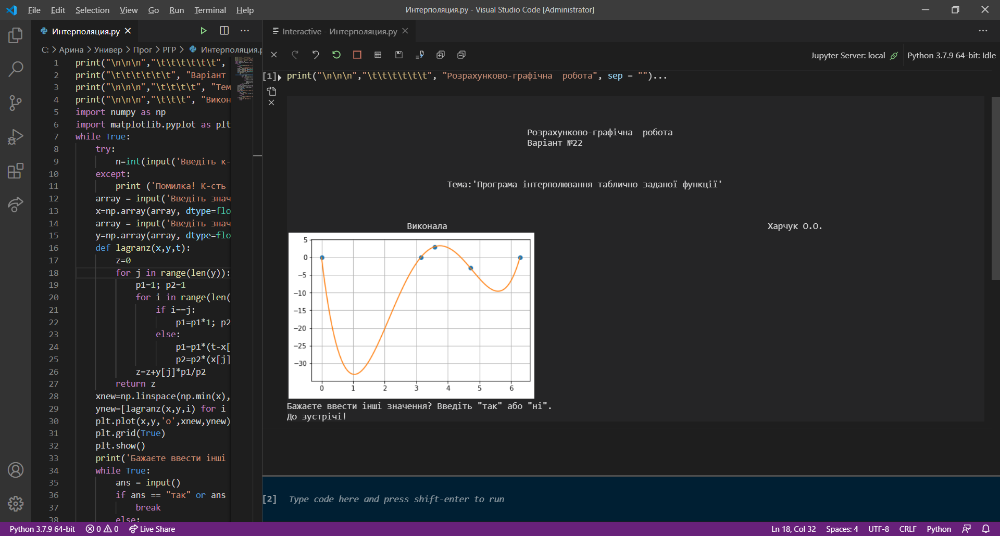 File Edit Selection View Go Run Terminal Help
Интерполяция.py - Visual Studio Code [Administrator]
Интерполяция.py
Interactive - Интерполяция.py
C: > Арина > Универ > Прог > РГР > Интерполяция.p
Jupyter Server: local
Python 3.7.9 64-bit: Idle
1 print("\n\n\n","\t\t\t\t\t\t",
2 print("\t\t\t\t\t\t", "Варіант
3 print("\n\n\n","\t\t\t\t", "Тем
4 print("\n\n\n","\t\t\t", "Викон
5 import numpy as np
6 import matplotlib.pyplot as plt
7 while True:
8 try:
9 n=int(input('Введіть к-
10 except:
11 print ('Помилка! К-сть
12 array = input('Введіть знач
13 x=np.array(array, dtype=flo
14 array = input('Введіть знач
15 y=np.array(array, dtype=flo
16 def lagranz(x,y,t):
17 z=0
18 for j in range(len(y)):
19 p1=1; p2=1
20 for i in range(len(
21 if i==j:
22 p1=p1*1; p2
23 else:
24 p1=p1*(t-x[
25 p2=p2*(x[j]
26 z=z+y[j]*p1/p2
27 return z
28 xnew=np.linspace(np.min(x),
29 ynew=[lagranz(x,y,i) for i
30 plt.plot(x,y,'o',xnew,ynew)
31 plt.grid(True)
32 plt.show()
33 print('Бажаєте ввести інші
34 while True:
35 ans = input()
36 if ans == "так" or ans
37 break
38 else:
[1] print("\n\n\n","\t\t\t\t\t\t", "Розрахунково-графічна  робота", sep = "")...
Розрахунково-графічна  робота
Варіант №22
Тема:'Програма інтерполювання таблично заданої функції'
Виконала Харчук О.О.
5
0
−5
−10
−15
−20
−25
−30
0 1 2 3 4 5 6
Бажаєте ввести інші значення? Введіть "так" або "ні".
До зустрічі!
[2] Type code here and press shift-enter to run
Python 3.7.9 64-bit 0 0 Live Share
Ln 18, Col 32 Spaces: 4 UTF-8 CRLF Python